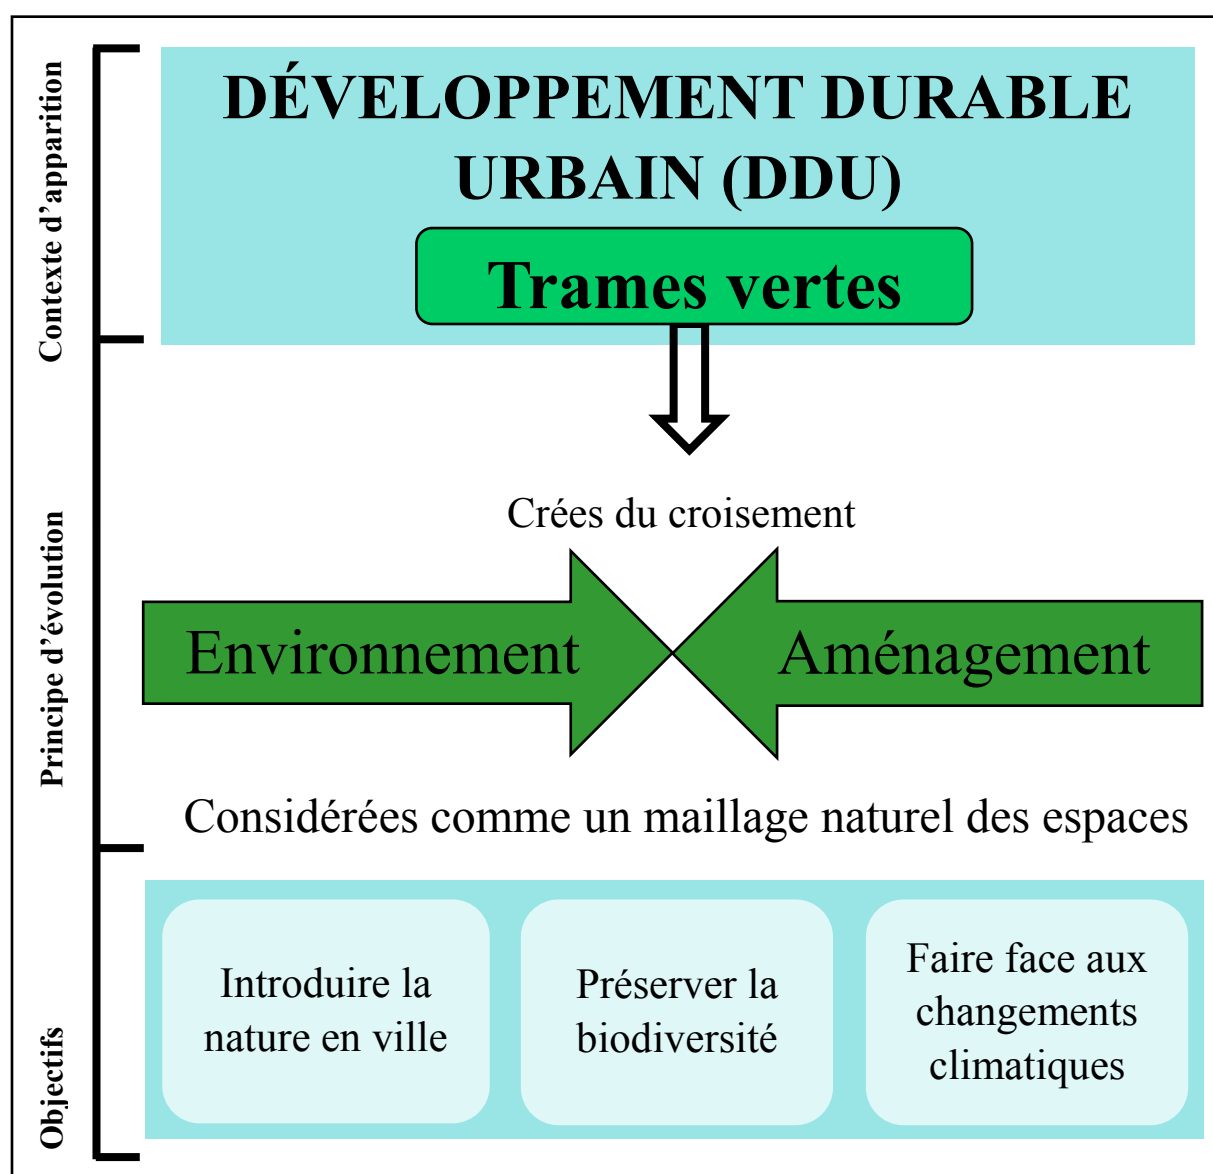 Contexte d'apparition
DÉVELOPPEMENT DURABLE
URBAIN (DDU)
Trames vertes
Principe d'évolution
Crées du croisement
Environnement
Aménagement
Considérées comme un maillage naturel des espaces
Objectifs
Introduire la
nature en ville
Préserver la
biodiversité
Faire face aux
changements
climatiques